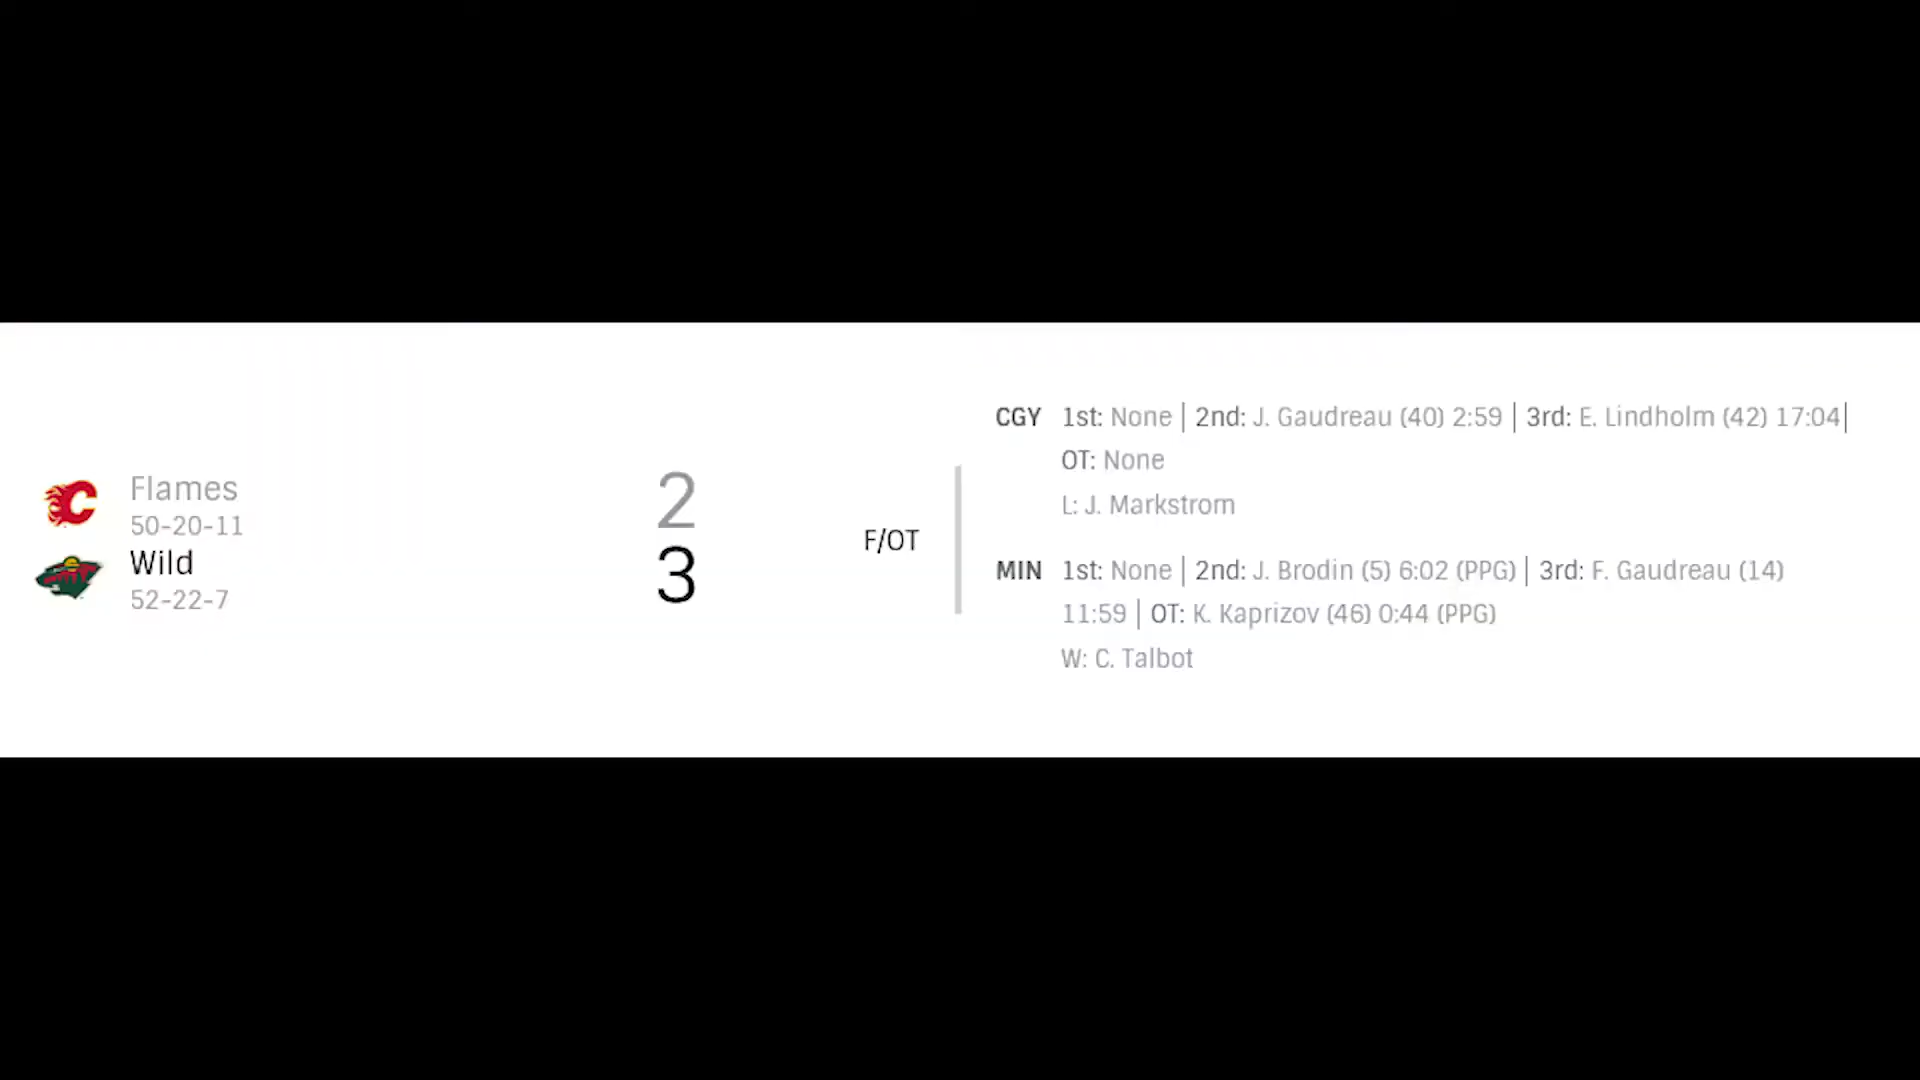 Flames
50-20-11
2
Wild
52-22-7
3
F/OT
CGY 1st: None | 2nd: J. Gaudreau (40) 2:59 | 3rd: E. Lindholm (42) 17:04|
OT: None
L: J. Markstrom
MIN 1st: None | 2nd: J. Brodin (5) 6:02 (PPG) | 3rd: F. Gaudreau (14)
11:59 | OT: K. Kaprizov (46) 0:44 (PPG)
W: C. Talbot